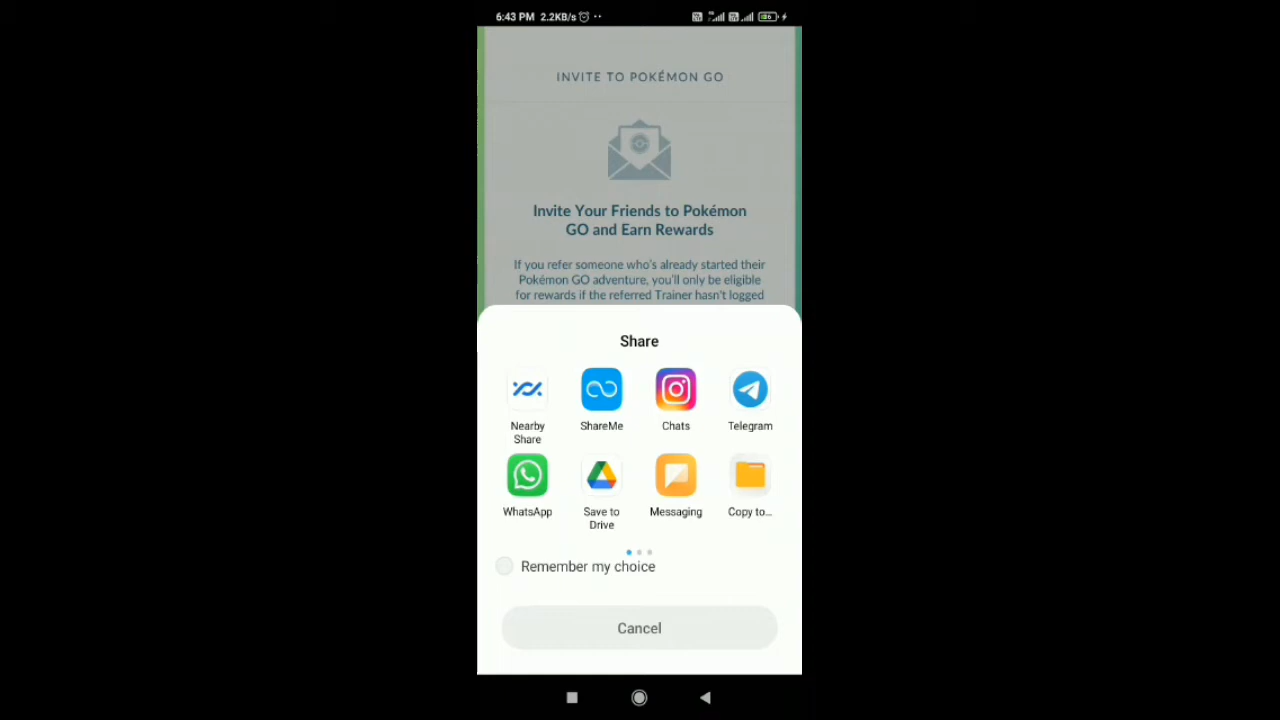 6:43 PM 2.2KB/s
INVITE TO POKÉMON GO
Invite Your Friends to Pokémon
GO and Earn Rewards
If you refer someone who's already started their
Pokémon GO adventure, you'll only be eligible
for rewards if the referred Trainer hasn't logged
Share
Nearby
Share
ShareMe
Chats
Telegram
WhatsApp
Save to
Drive
Messaging
Copy to...
Remember my choice
Cancel